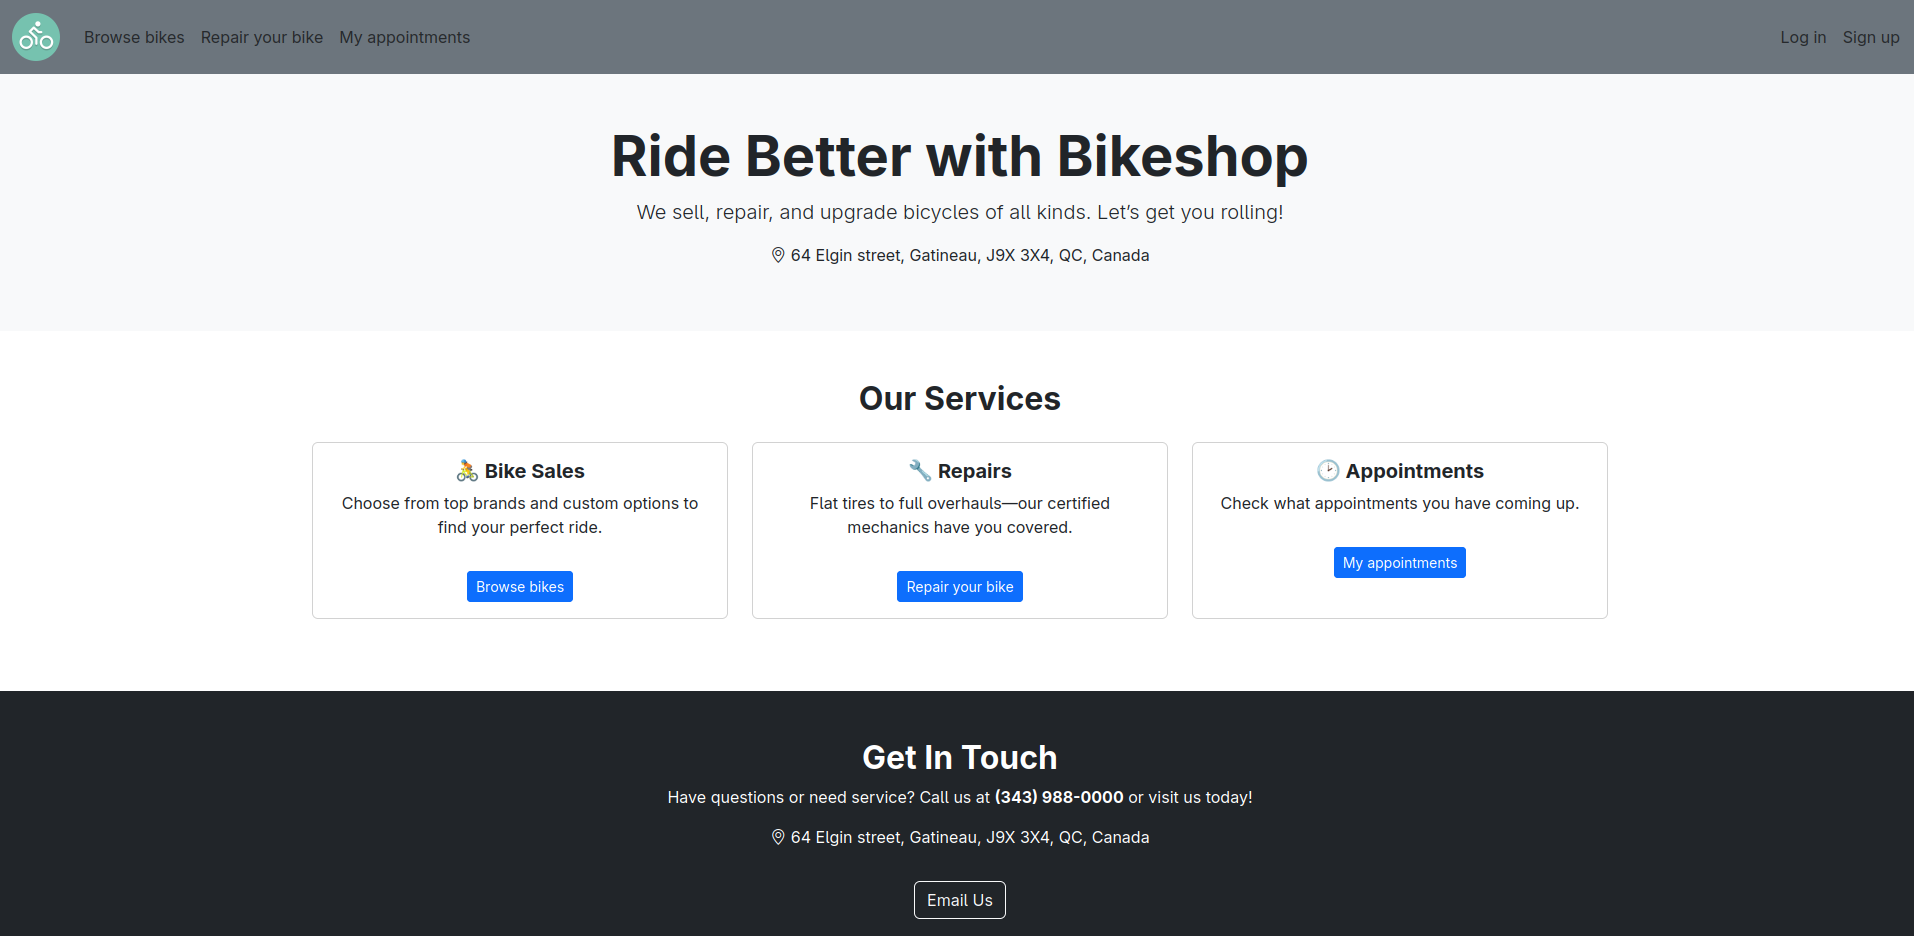 Browse bikes Repair your bike My appointments Log in Sign up
Ride Better with Bikeshop
We sell, repair, and upgrade bicycles of all kinds. Let’s get you rolling!
64 Elgin street, Gatineau, J9X 3X4, QC, Canada
Our Services
Bike Sales
Choose from top brands and custom options to
find your perfect ride.
Browse bikes
Repairs
Flat tires to full overhauls—our certified
mechanics have you covered.
Repair your bike
Appointments
Check what appointments you have coming up.
My appointments
Get In Touch
Have questions or need service? Call us at (343) 988-0000 or visit us today!
64 Elgin street, Gatineau, J9X 3X4, QC, Canada
Email Us